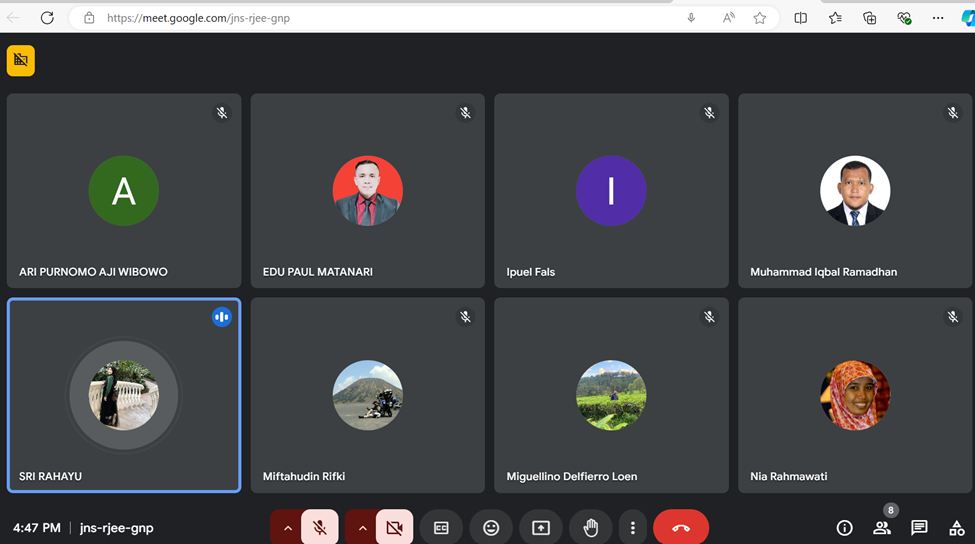 https://meet.google.com/jns-rjee-gnp
A
I
ARI PURNOMO AJI WIBOWO
EDU PAUL MATANARI
Ipuel Fals
Muhammad Iqbal Ramadhan
SRI RAHAYU
Miftahudin Rifki
Miguellino Delfierro Loen
Nia Rahmawati
8
4:47 PM | jns-rjee-gnp